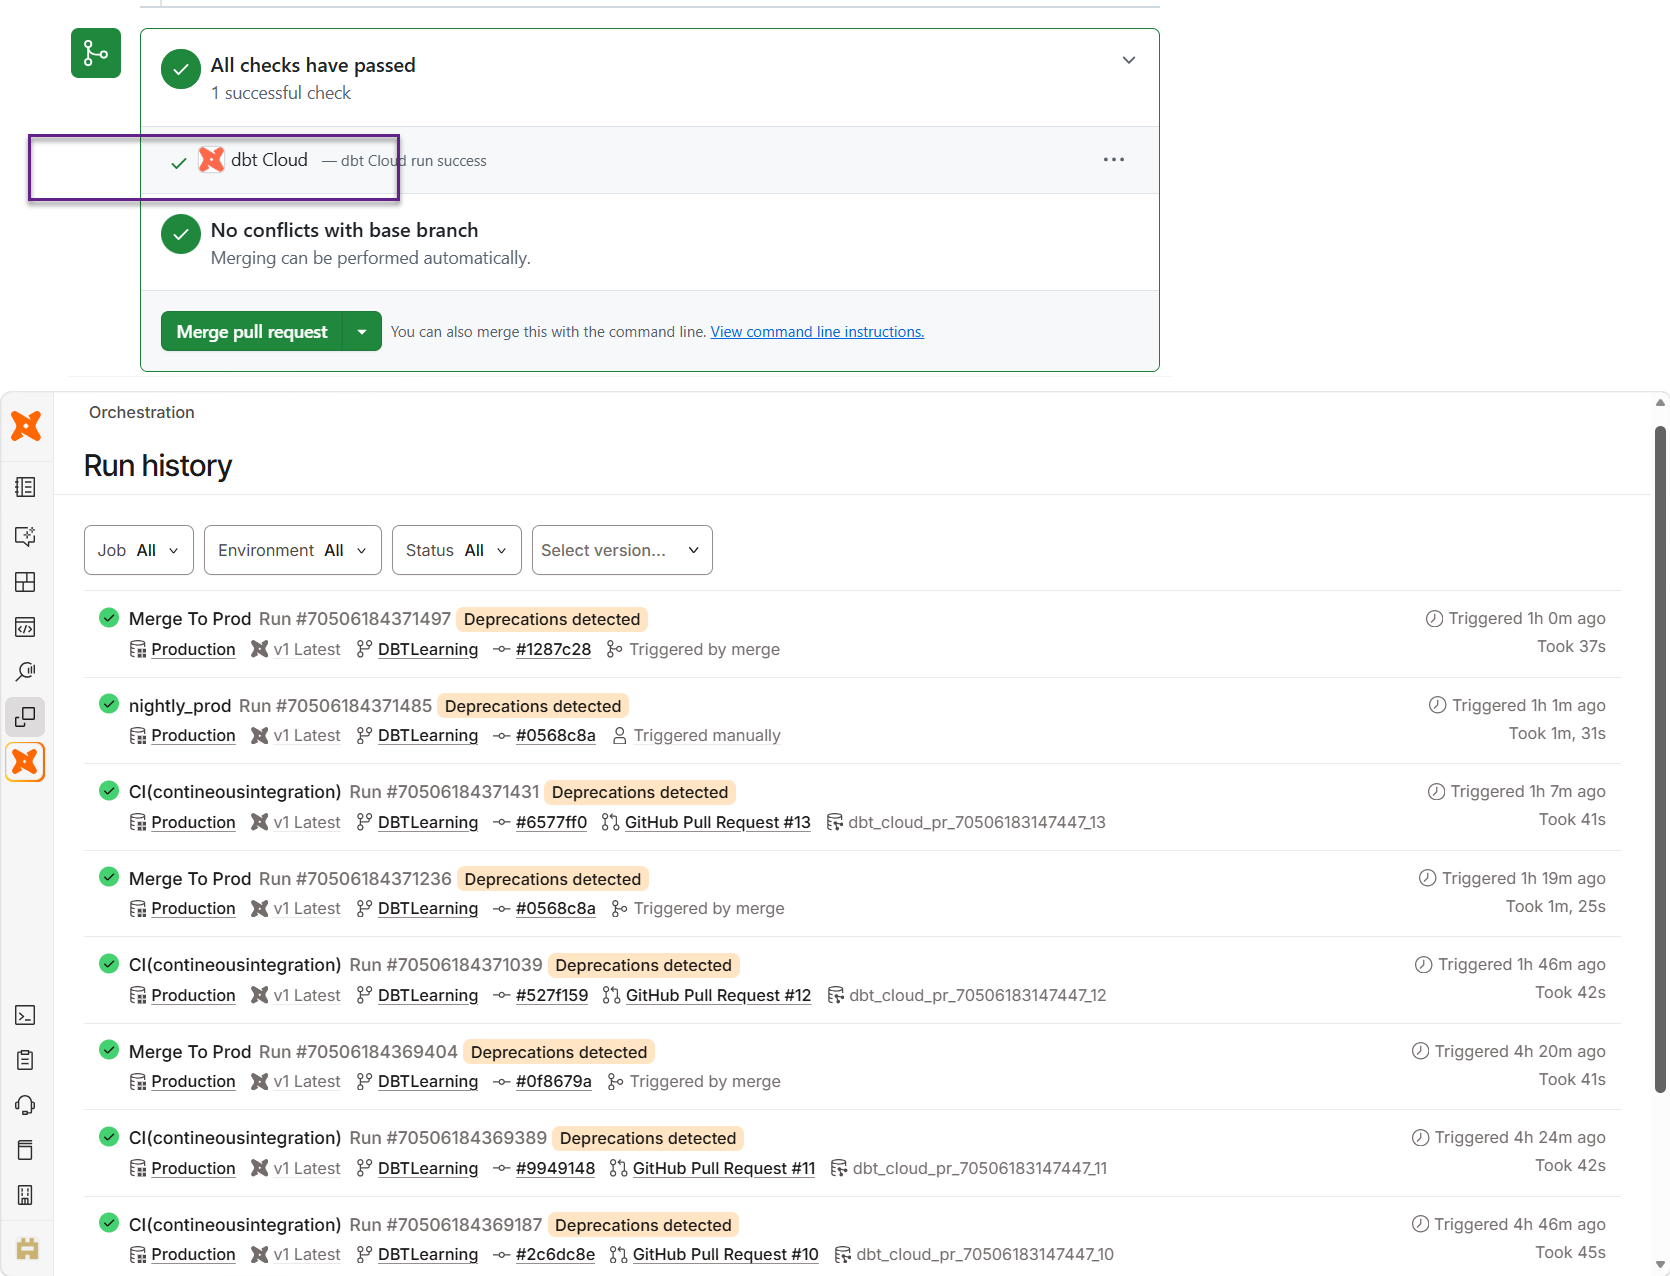 All checks have passed
1 successful check
dbt Cloud — dbt Cloud run success
No conflicts with base branch
Merging can be performed automatically.
Merge pull request You can also merge this with the command line. View command line instructions.
Orchestration
Run history
Job All Environment All Status All Select version...
Merge To Prod Run #70506184371497 Deprecations detected Triggered 1h 0m ago
Production v1 Latest DBTLearning #1287c28 Triggered by merge Took 37s
nightly_prod Run #70506184371485 Deprecations detected Triggered 1h 1m ago
Production v1 Latest DBTLearning #0568c8a Triggered manually Took 1m, 31s
CI(contineousintegration) Run #70506184371431 Deprecations detected Triggered 1h 7m ago
Production v1 Latest DBTLearning #6577ff0 GitHub Pull Request #13 dbt_cloud_pr_70506183147447_13 Took 41s
Merge To Prod Run #70506184371236 Deprecations detected Triggered 1h 19m ago
Production v1 Latest DBTLearning #0568c8a Triggered by merge Took 1m, 25s
CI(contineousintegration) Run #70506184371039 Deprecations detected Triggered 1h 46m ago
Production v1 Latest DBTLearning #527f159 GitHub Pull Request #12 dbt_cloud_pr_70506183147447_12 Took 42s
Merge To Prod Run #70506184369404 Deprecations detected Triggered 4h 20m ago
Production v1 Latest DBTLearning #0f8679a Triggered by merge Took 41s
CI(contineousintegration) Run #70506184369389 Deprecations detected Triggered 4h 24m ago
Production v1 Latest DBTLearning #9949148 GitHub Pull Request #11 dbt_cloud_pr_70506183147447_11 Took 42s
CI(contineousintegration) Run #70506184369187 Deprecations detected Triggered 4h 46m ago
Production v1 Latest DBTLearning #2c6dc8e GitHub Pull Request #10 dbt_cloud_pr_70506183147447_10 Took 45s